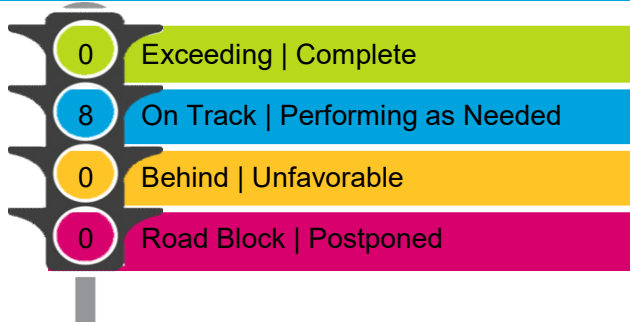 0 Exceeding | Complete
8 On Track | Performing as Needed
0 Behind | Unfavorable
0 Road Block | Postponed